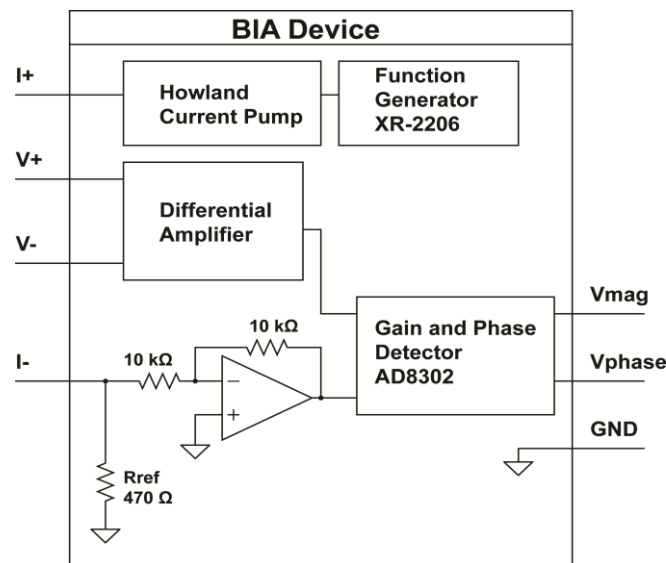 BIA Device
I+
Howland
Current Pump
Function
Generator
XR-2206
V+
V-
Differential
Amplifier
Vmag
Gain and Phase
Detector
AD8302
Vphase
GND
I-
10 kΩ
10 kΩ
−
+
Rref
470 Ω